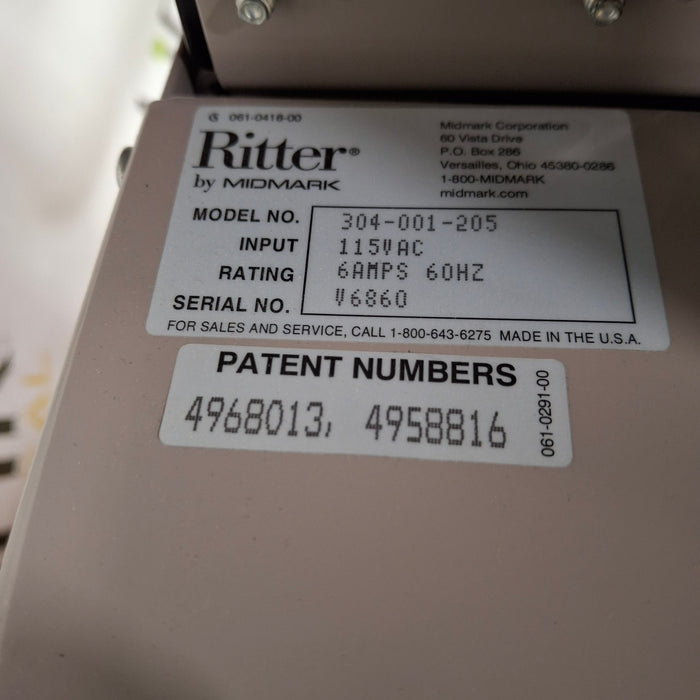 061-0418-00
Ritter®
by MIDMARK
Midmark Corporation
60 Vista Drive
P.O. Box 286
Versailles, Ohio 45380-0286
1-800-MIDMARK
midmark.com
MODEL NO. 304-001-205
INPUT 115VAC
RATING 6AMPS 60HZ
SERIAL NO. V6860
FOR SALES AND SERVICE, CALL 1-800-643-6275 MADE IN THE U.S.A.
PATENT NUMBERS
4968013, 4958816
061-0291-00